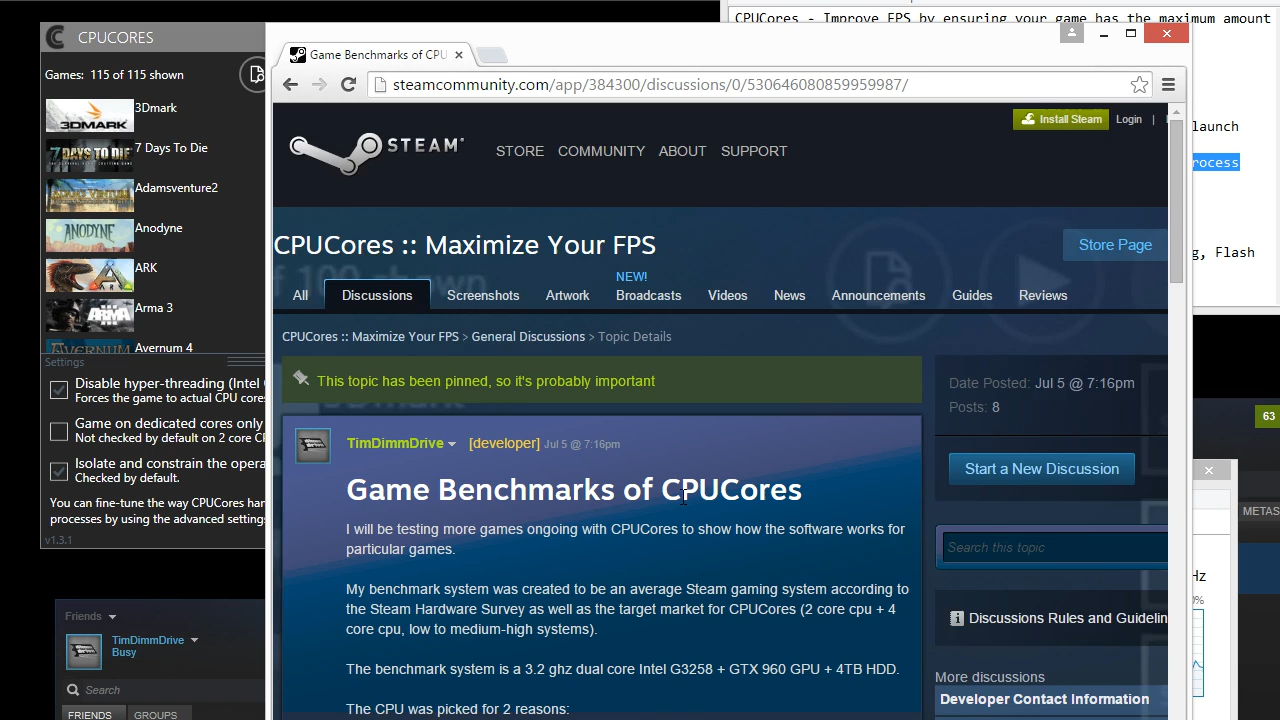 CPUCores - Improve FPS by ensuring your game has the maximum amount
CPUCORES
Games: 115 of 115 shown
3DMARK
3Dmark
7 DAYS TO DIE
7 Days To Die
Adamsventure2
ANODYNE
Anodyne
ARK
ARMA III
Arma 3
AVERNUM
Avernum 4
Settings
Disable hyper-threading (Intel
Forces the game to actual CPU core
Game on dedicated cores only
Not checked by default on 2 core C
Isolate and constrain the opera
Checked by default.
You can fine-tune the way CPUCores har
processes by using the advanced setting
v1.3.1
Friends
TimDimmDrive
Busy
Search
FRIENDS GROUPS
Game Benchmarks of CPU
steamcommunity.com/app/384300/discussions/0/530646080859959987/
Install Steam Login |
STEAM
STORE COMMUNITY ABOUT SUPPORT
CPUCores :: Maximize Your FPS
Store Page
NEW!
All Discussions Screenshots Artwork Broadcasts Videos News Announcements Guides Reviews
CPUCores :: Maximize Your FPS > General Discussions > Topic Details
This topic has been pinned, so it's probably important
TimDimmDrive [developer] Jul 5 @ 7:16pm
Game Benchmarks of CPUCores
I will be testing more games ongoing with CPUCores to show how the software works for
particular games.
My benchmark system was created to be an average Steam gaming system according to
the Steam Hardware Survey as well as the target market for CPUCores (2 core cpu + 4
core cpu, low to medium-high systems).
The benchmark system is a 3.2 ghz dual core Intel G3258 + GTX 960 GPU + 4TB HDD.
The CPU was picked for 2 reasons:
Date Posted: Jul 5 @ 7:16pm
Posts: 8
Start a New Discussion
Search this topic
Discussions Rules and Guidelin
More discussions
Developer Contact Information
launch
rocess
g, Flash
63
METAS
Hz
%